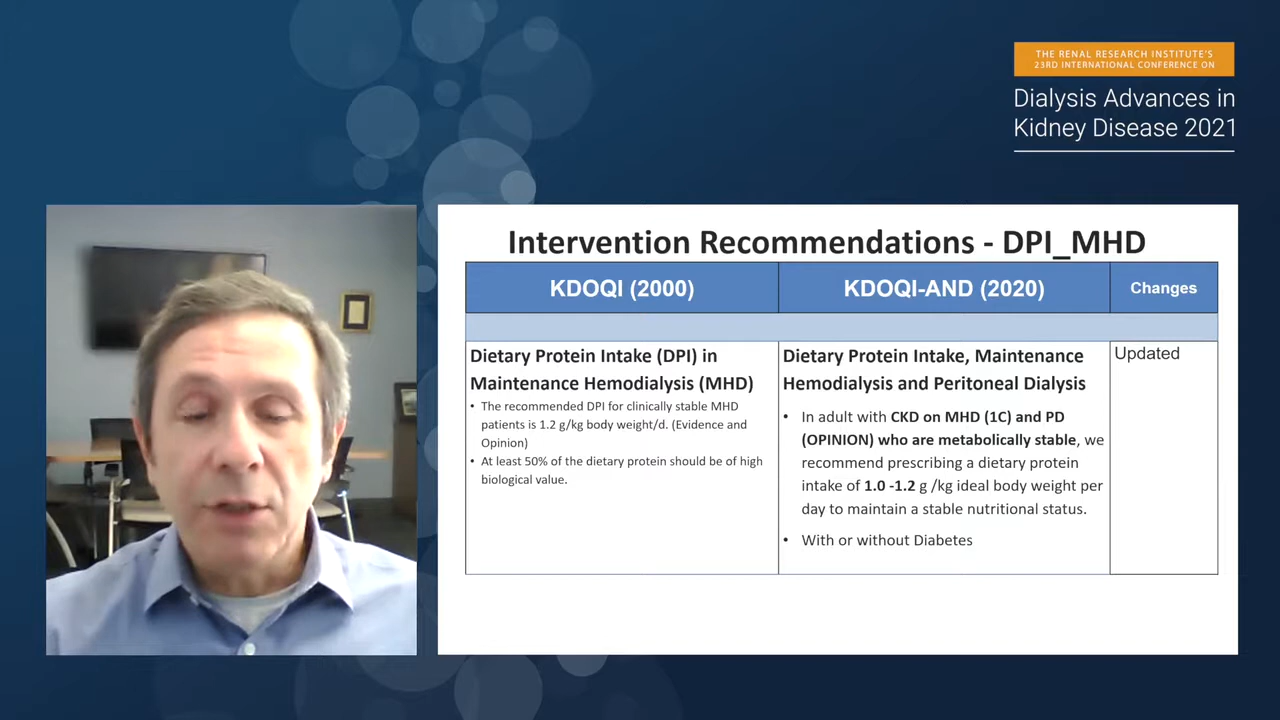 THE RENAL RESEARCH INSTITUTE'S
23RD INTERNATIONAL CONFERENCE ON
Dialysis Advances in
Kidney Disease 2021
Intervention Recommendations - DPI_MHD
KDOQI (2000)
KDOQI-AND (2020)
Changes
Dietary Protein Intake (DPI) in
Maintenance Hemodialysis (MHD)
• The recommended DPI for clinically stable MHD
patients is 1.2 g/kg body weight/d. (Evidence and
Opinion)
• At least 50% of the dietary protein should be of high
biological value.
Dietary Protein Intake, Maintenance
Hemodialysis and Peritoneal Dialysis
• In adult with CKD on MHD (1C) and PD
(OPINION) who are metabolically stable, we
recommend prescribing a dietary protein
intake of 1.0 -1.2 g /kg ideal body weight per
day to maintain a stable nutritional status.
• With or without Diabetes
Updated